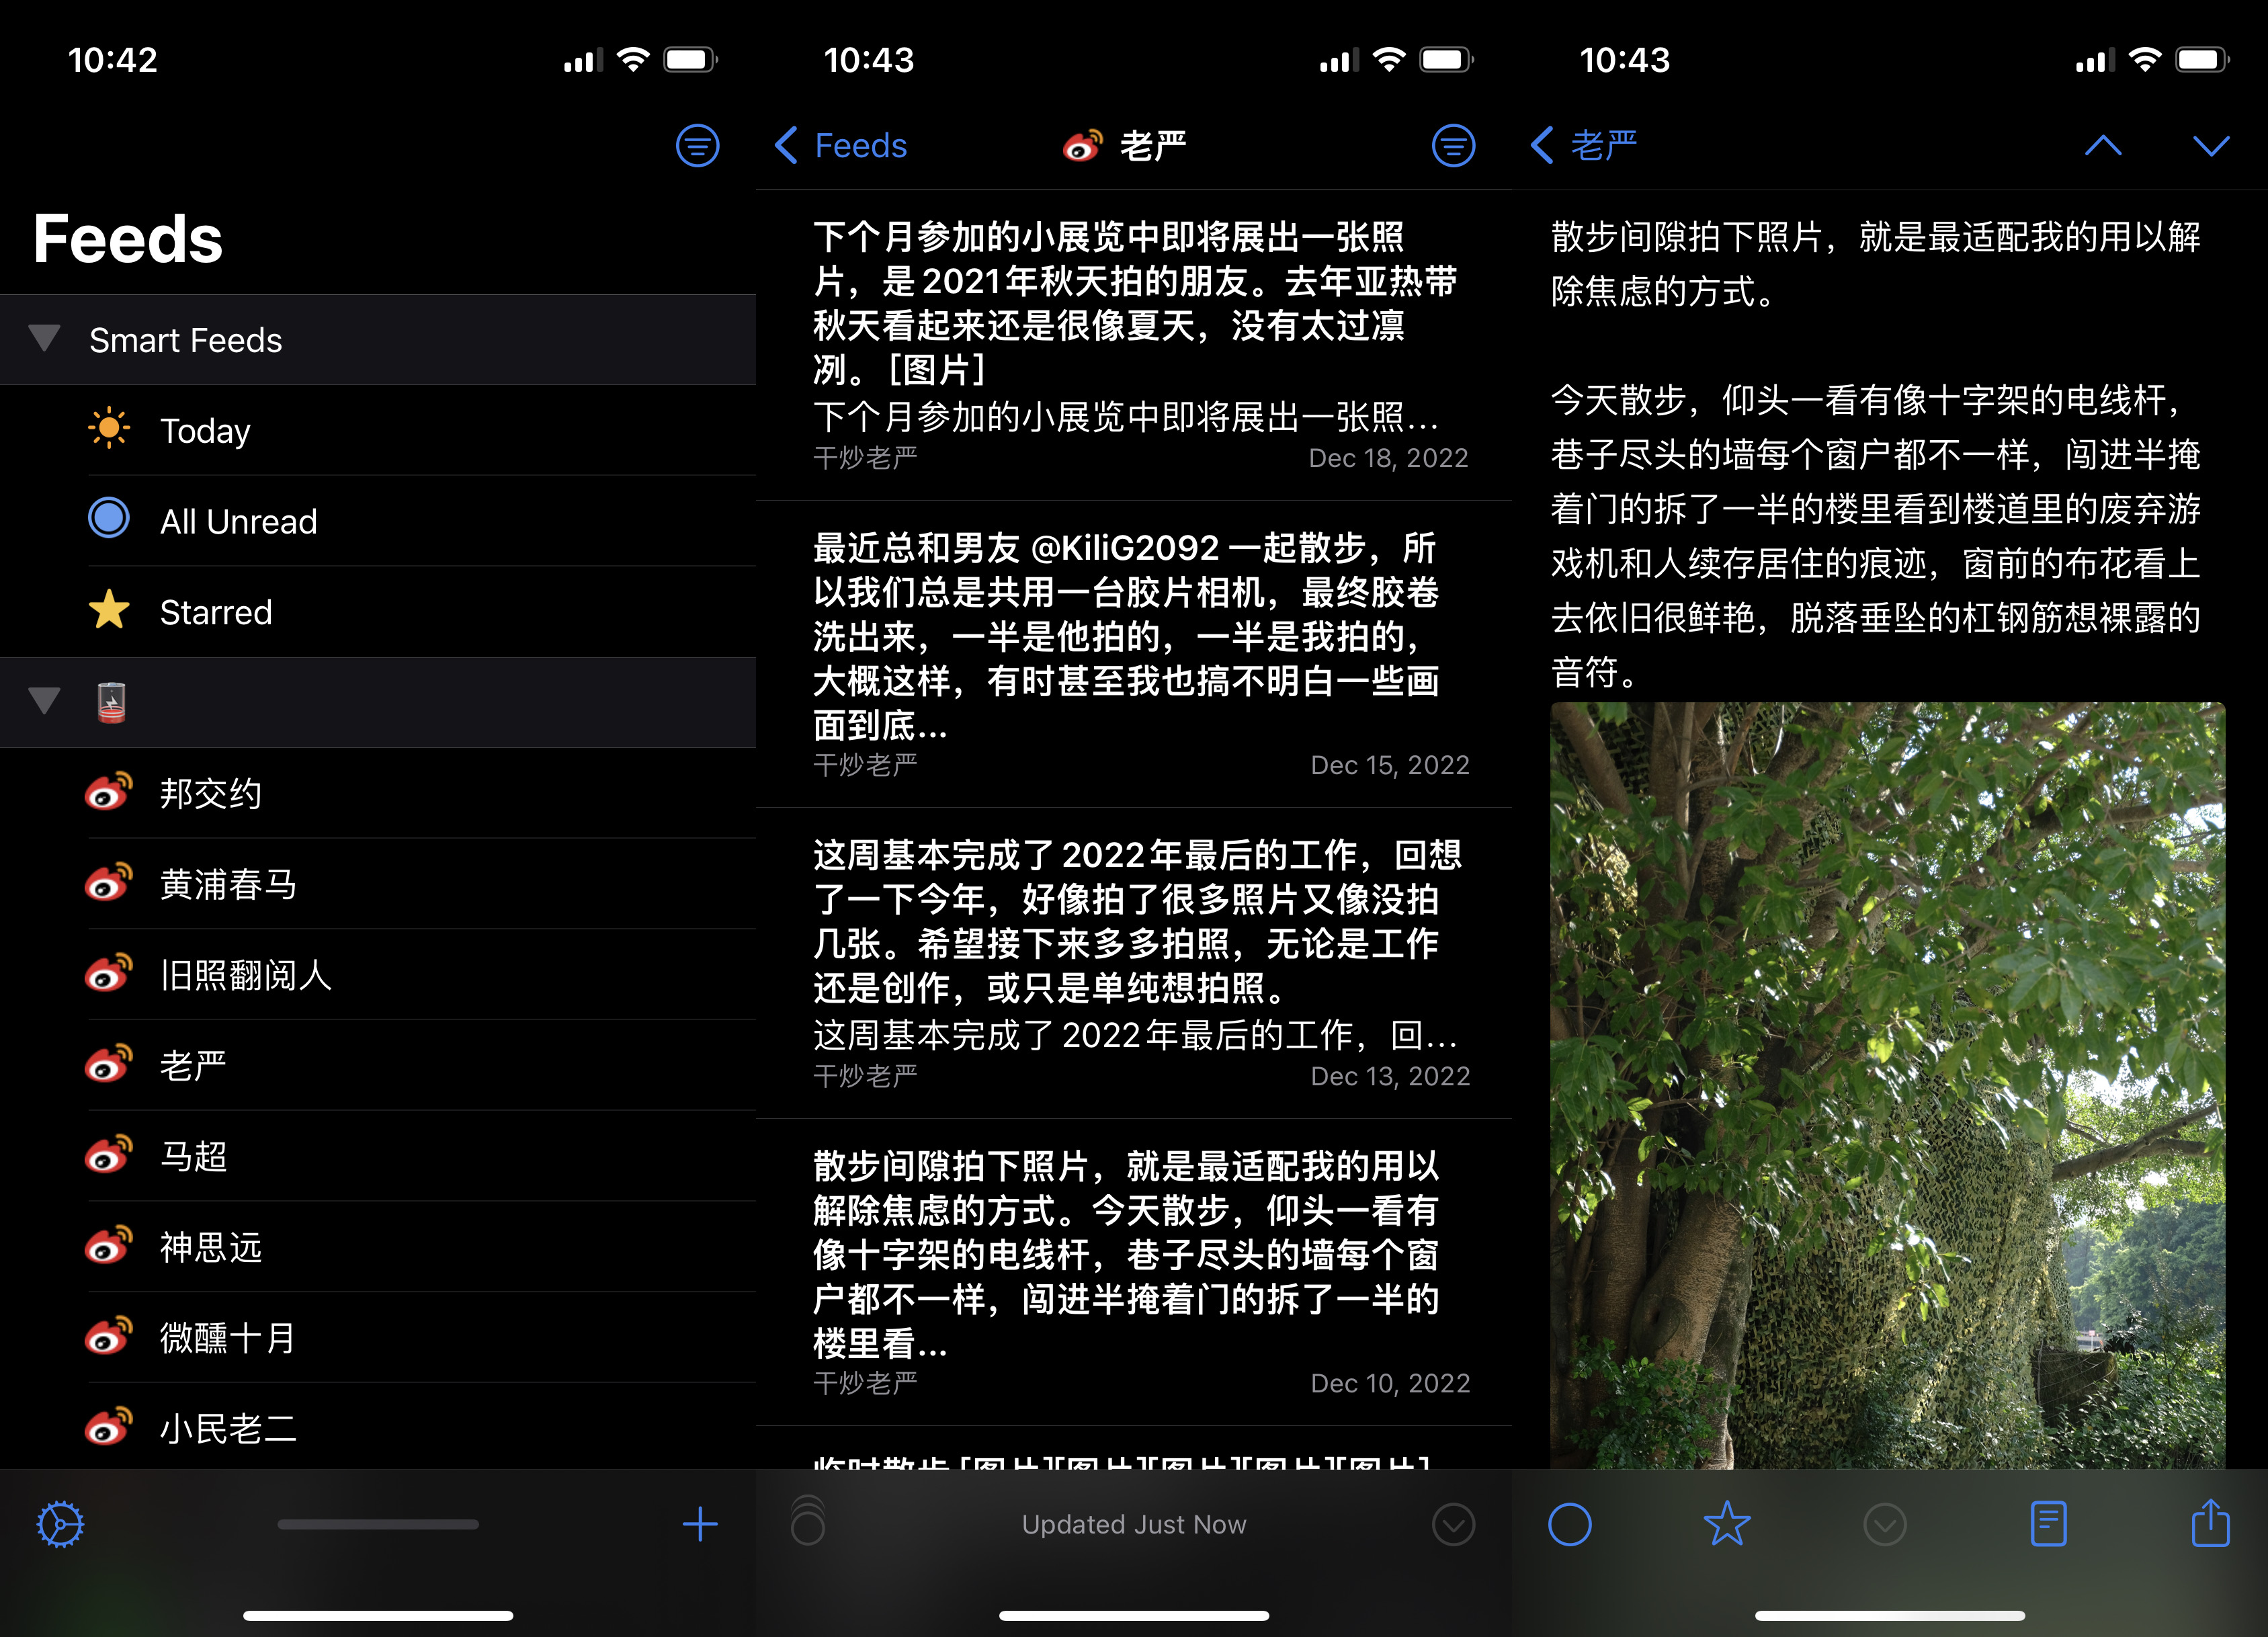 10:42
Feeds
Smart Feeds
Today
All Unread
Starred
邦交约
黄浦春马
旧照翻阅人
老严
马超
神思远
微醺十月
小民老二
10:43
Feeds
老严
下个月参加的小展览中即将展出一张照
片，是2021年秋天拍的朋友。去年亚热带
秋天看起来还是很像夏天，没有太过凛
冽。[图片]
下个月参加的小展览中即将展出一张照...
干炒老严
Dec 18, 2022
最近总和男友 @KiliG2092 一起散步，所
以我们总是共用一台胶片相机，最终胶卷
洗出来，一半是他拍的，一半是我拍的，
大概这样，有时甚至我也搞不明白一些画
面到底...
干炒老严
Dec 15, 2022
这周基本完成了2022年最后的工作，回想
了一下今年，好像拍了很多照片又像没拍
几张。希望接下来多多拍照，无论是工作
还是创作，或只是单纯想拍照。
这周基本完成了2022年最后的工作，回...
干炒老严
Dec 13, 2022
散步间隙拍下照片，就是最适配我的用以
解除焦虑的方式。今天散步，仰头一看有
像十字架的电线杆，巷子尽头的墙每个窗
户都不一样，闯进半掩着门的拆了一半的
楼里看...
干炒老严
Dec 10, 2022
临时散步 [图片][图片][图片][图片][图片]
Updated Just Now
10:43
老严
散步间隙拍下照片，就是最适配我的用以解
除焦虑的方式。
今天散步，仰头一看有像十字架的电线杆，
巷子尽头的墙每个窗户都不一样，闯进半掩
着门的拆了一半的楼里看到楼道里的废弃游
戏机和人续存居住的痕迹，窗前的布花看上
去依旧很鲜艳，脱落垂坠的杠钢筋想裸露的
音符。